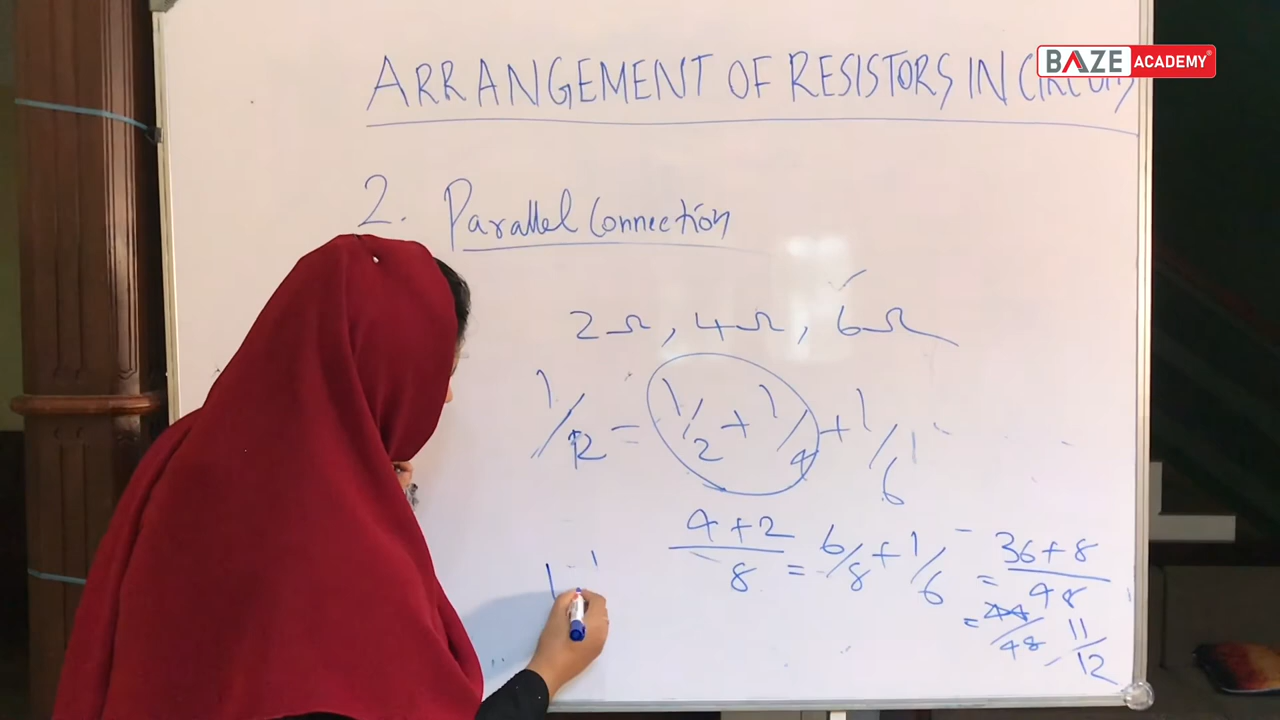 BAZE ACADEMY®
ARRANGEMENT OF RESISTORS IN CIRCUITS
2. Parallel Connection
2Ω, 4Ω, 6Ω
1/R = 1/2 + 1/4 + 1/6
4+2/8 = 6/8 + 1/6 = 36+8/48
= 44/48 11/12